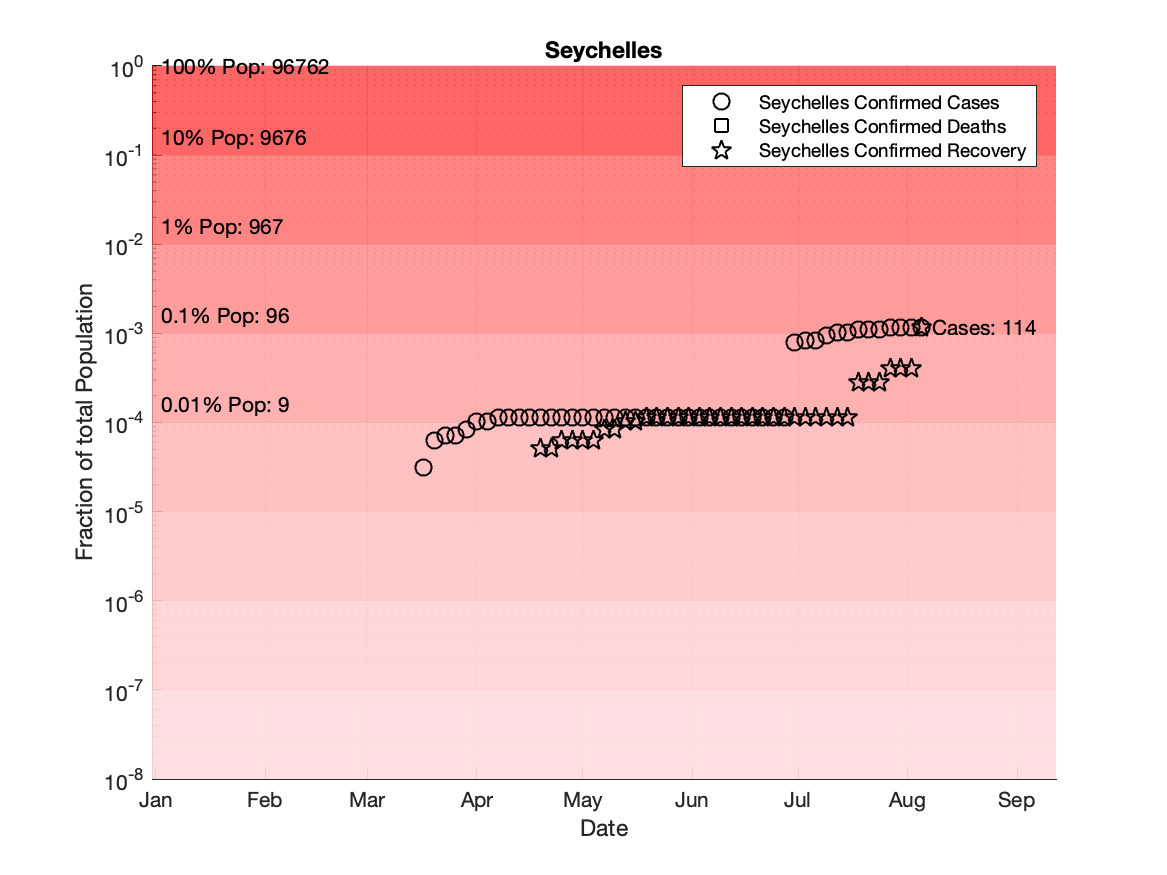 Seychelles
10^0
100% Pop: 96762
Seychelles Confirmed Cases
Seychelles Confirmed Deaths
Seychelles Confirmed Recovery
10% Pop: 9676
10^-1
1% Pop: 967
10^-2
0.1% Pop: 96
10^-3
Cases: 114
0.01% Pop: 9
10^-4
10^-5
10^-6
10^-7
10^-8
Fraction of total Population
Jan Feb Mar Apr May Jun Jul Aug Sep
Date